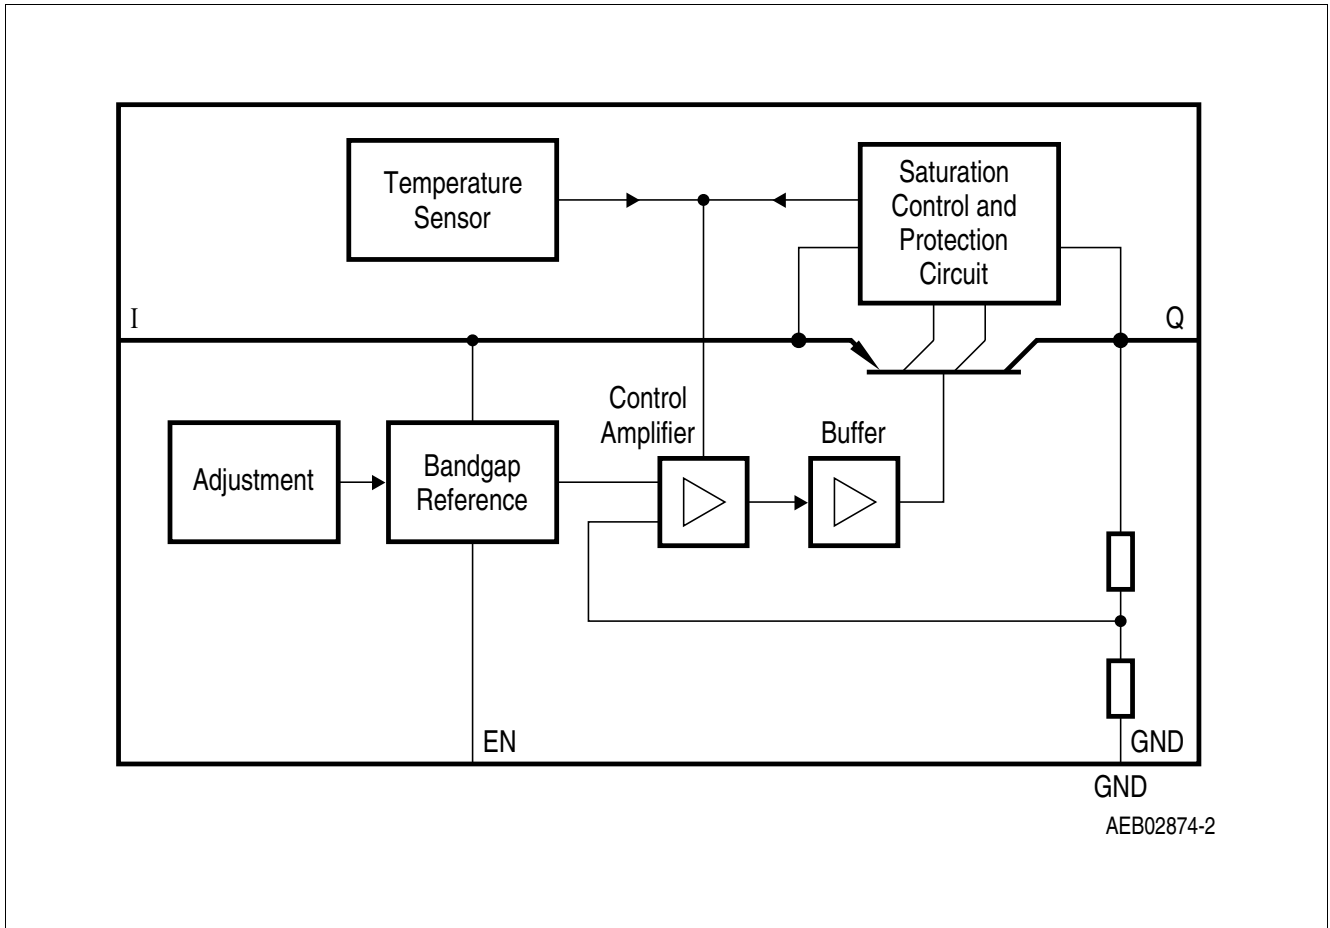 Temperature
Sensor
Saturation
Control and
Protection
Circuit
I
Q
Control
Amplifier
Buffer
Adjustment
Bandgap
Reference
EN
GND
GND
AEB02874-2